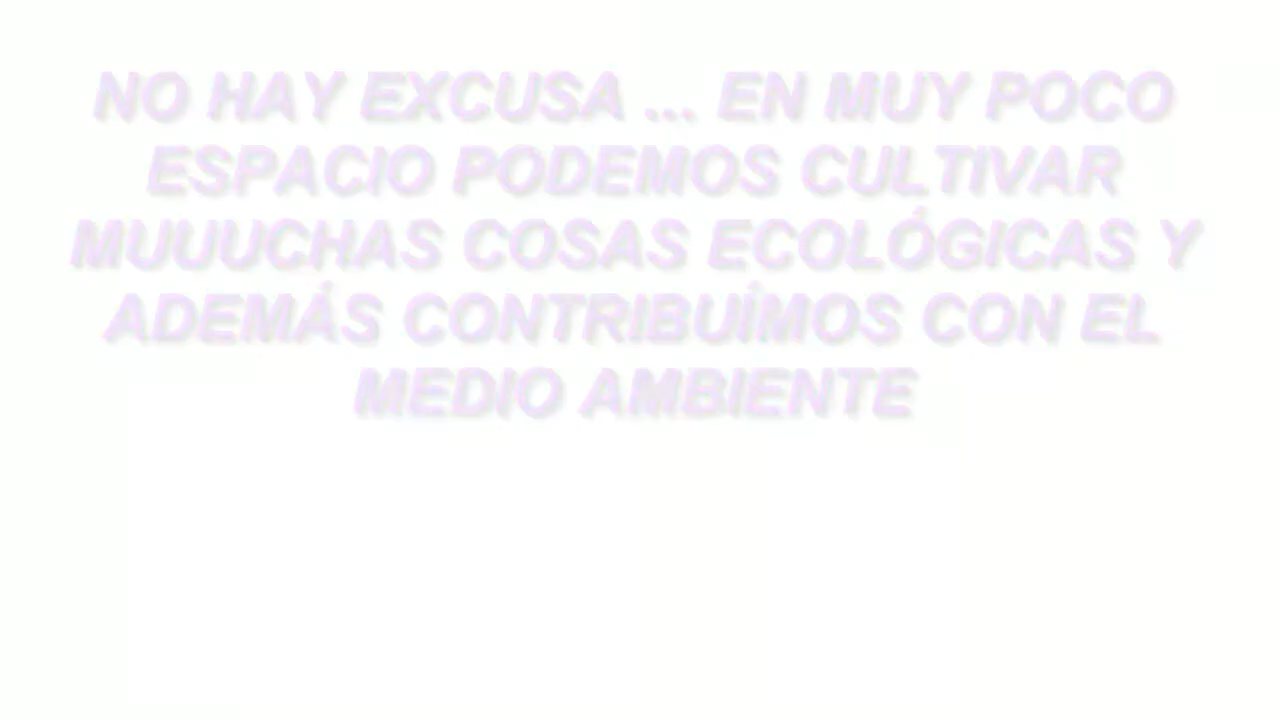 NO HAY EXCUSA ... EN MUY POCO
ESPACIO PODEMOS CULTIVAR
MUUUCHAS COSAS ECOLÓGICAS Y
ADEMÁS CONTRIBUÍMOS CON EL
MEDIO AMBIENTE